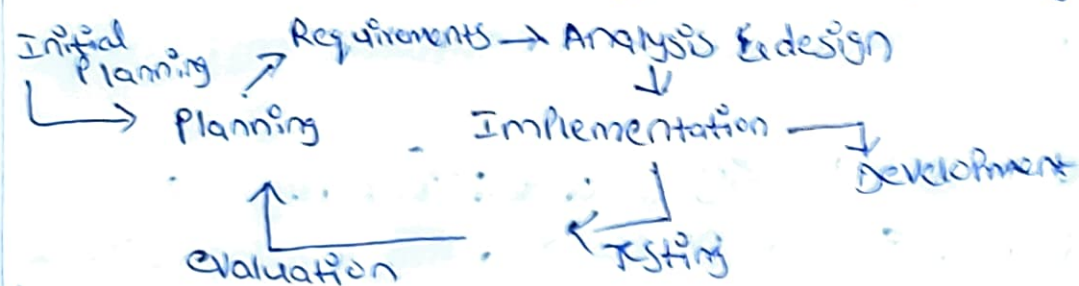 Initial
Planning
Requirements → Analysis & design
Planning
Implementation
Development
Testing
evaluation